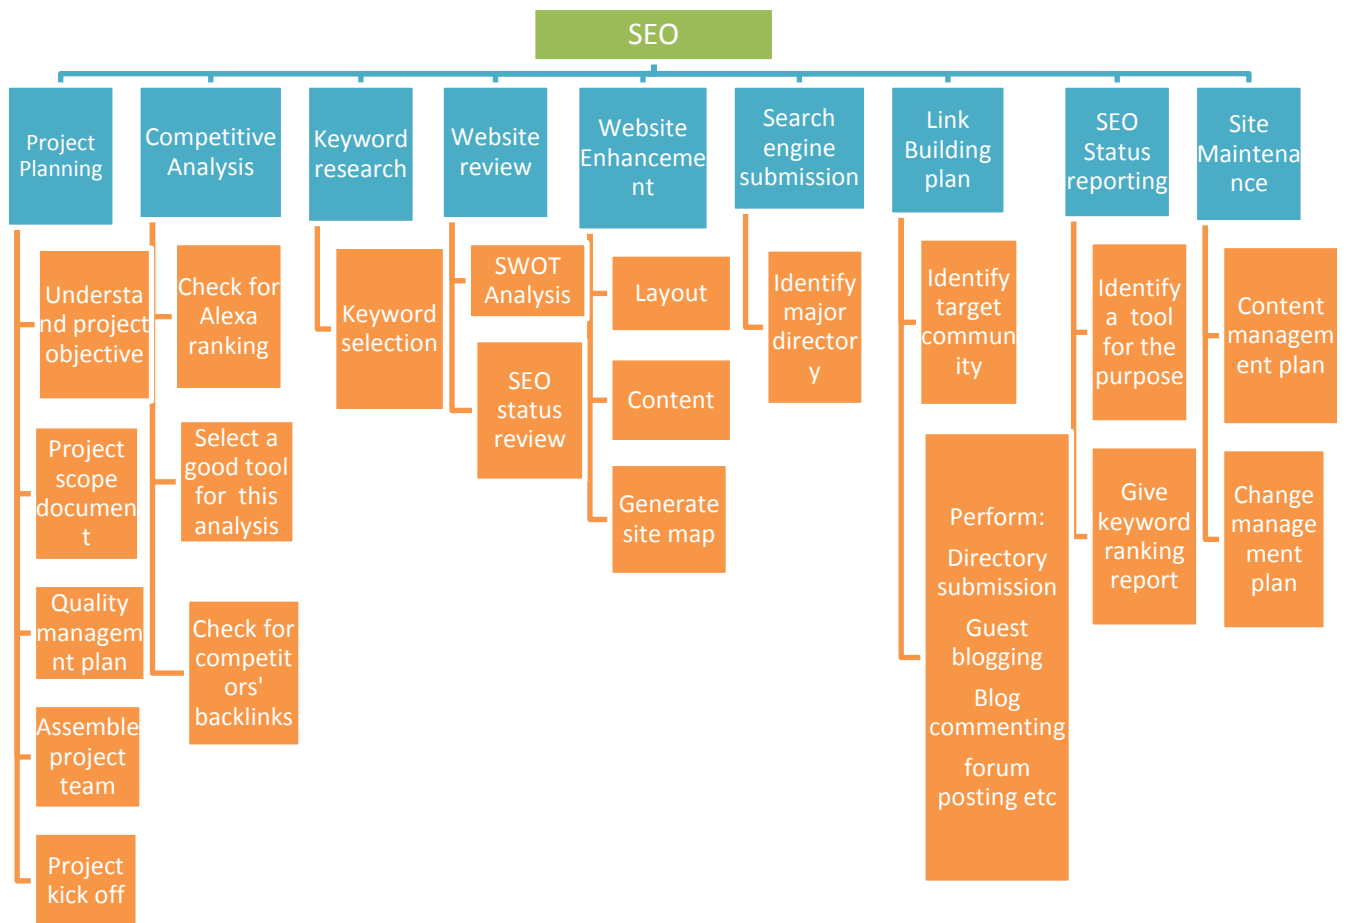 SEO
Project
Planning
Competitive
Analysis
Keyword
research
Website
review
Website
Enhanceme
nt
Search
engine
submission
Link
Building
plan
SEO
Status
reporting
Site
Maintena
nce
Understa
nd project
objective
Project
scope
documen
t
Quality
managem
nt plan
Assemble
project
team
Project
kick off
Check for
Alexa
ranking
Select a
good tool
for this
analysis
Check for
competit
ors'
backlinks
Keyword
selection
SWOT
Analysis
SEO
status
review
Layout
Content
Generate
site map
Identify
major
director
y
Identify
target
commun
ity
Perform:
Directory
submission
Guest
blogging
Blog
commenting
forum
posting etc
Identify
a tool
for the
purpose
Give
keyword
ranking
report
Content
managem
ent plan
Change
manage
ment
plan